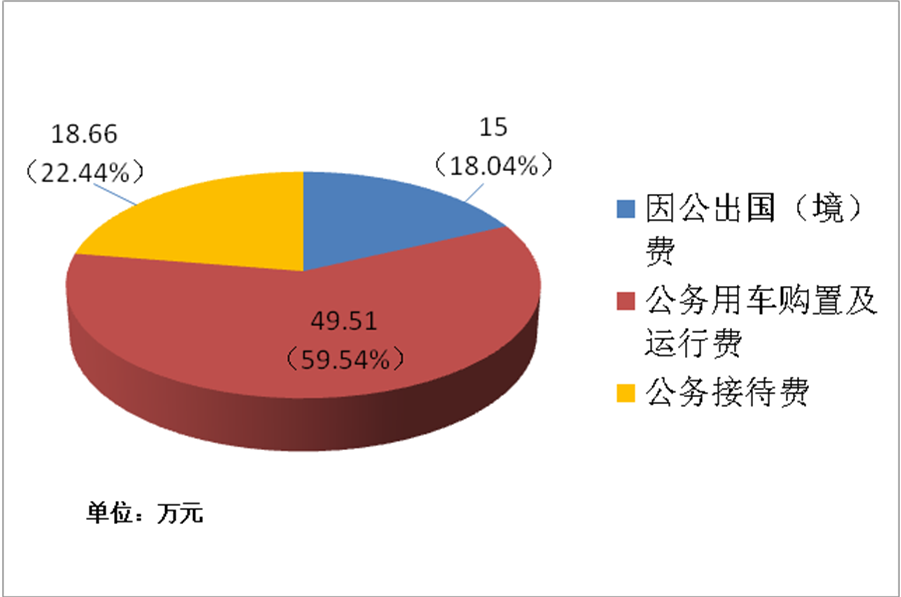 15
（18.04%）
18.66
（22.44%）
49.51
（59.54%）
因公出国（境）
费
公务用车购置及
运行费
公务接待费
单位：万元